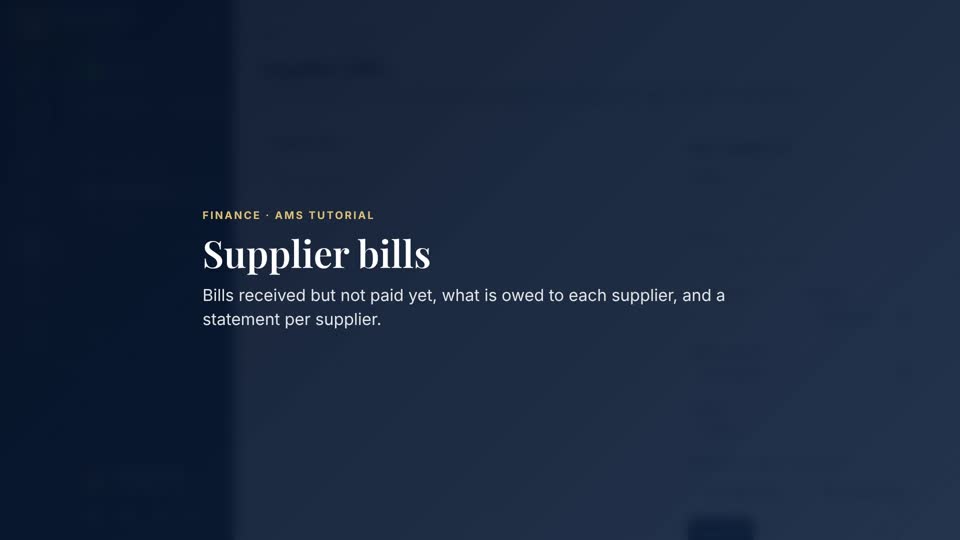 FINANCE · AMS TUTORIAL
Supplier bills
Bills received but not paid yet, what is owed to each supplier, and a
statement per supplier.